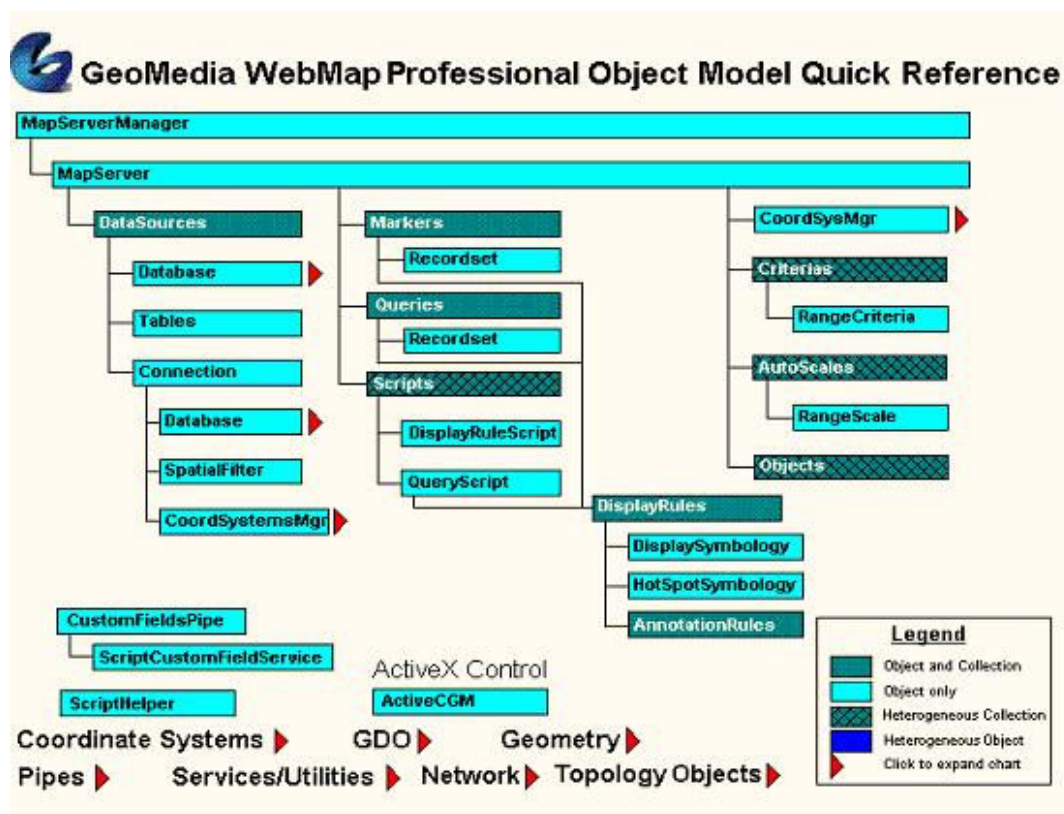 GeoMedia WebMap Professional Object Model Quick Reference
MapServerManager
MapServer
DataSources
Database
Tables
Connection
Database
SpatialFilter
CoordSystemsMgr
Markers
Recordset
Queries
Recordset
Scripts
DisplayRuleScript
QueryScript
DisplayRules
DisplaySymbology
HotSpotSymbology
AnnotationRules
CoordSysMgr
Criterias
RangeCriteria
AutoScales
RangeScale
Objects
CustomFieldsPipe
ScriptCustomFieldService
ScriptHelper
ActiveX Control
ActiveCGM
Coordinate Systems
GDO
Geometry
Pipes
Services/Utilities
Network
Topology Objects
Legend
Object and Collection
Object only
Heterogeneous Collection
Heterogeneous Object
Click to expand chart